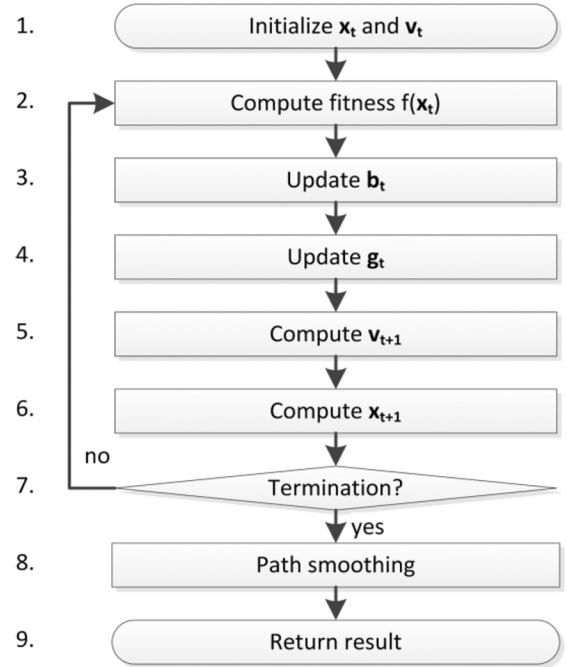 1. Initialize xₜ and vₜ
2. Compute fitness f(xₜ)
3. Update bₜ
4. Update gₜ
5. Compute vₜ₊₁
6. Compute xₜ₊₁
no
7. Termination?
yes
8. Path smoothing
9. Return result